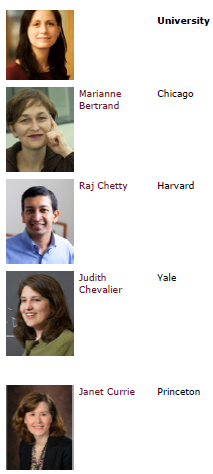 University
Marianne
Bertrand
Chicago
Raj Chetty
Harvard
Judith
Chevalier
Yale
Janet Currie
Princeton